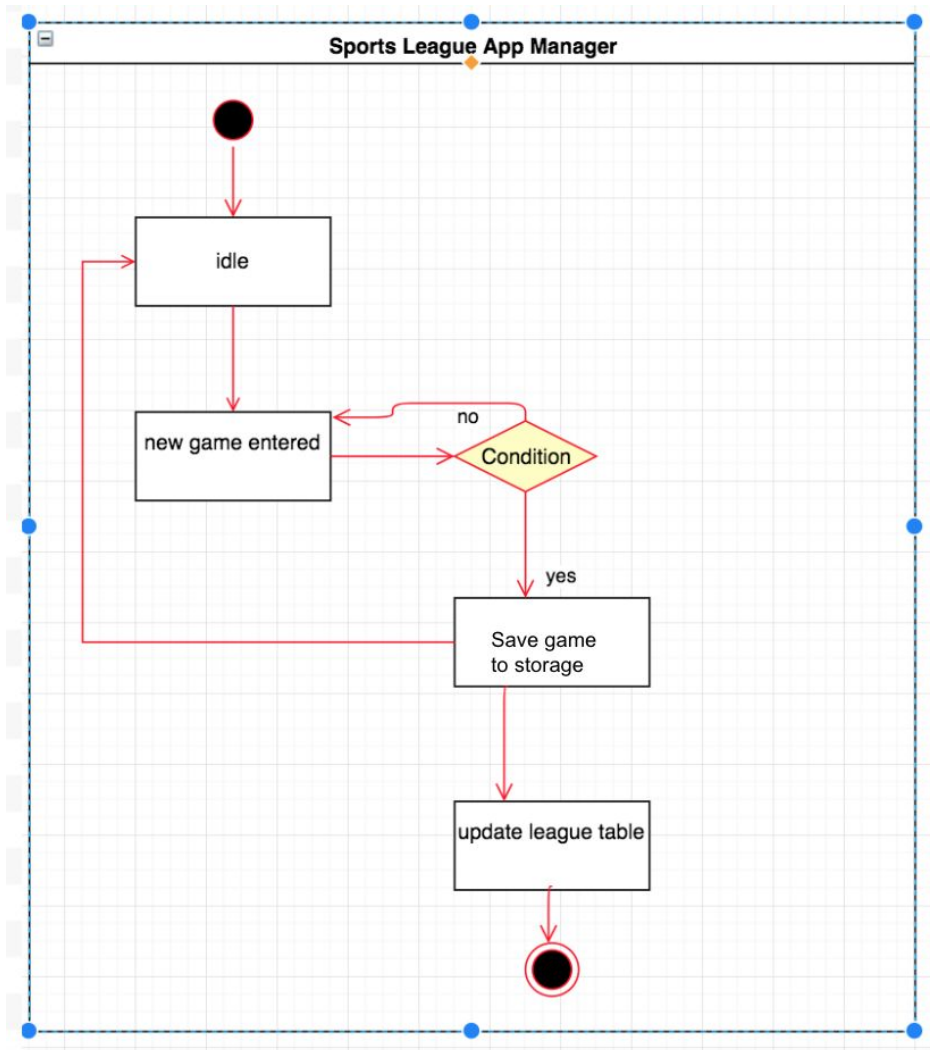 Sports League App Manager
idle
no
new game entered
Condition
yes
Save game
to storage
update league table